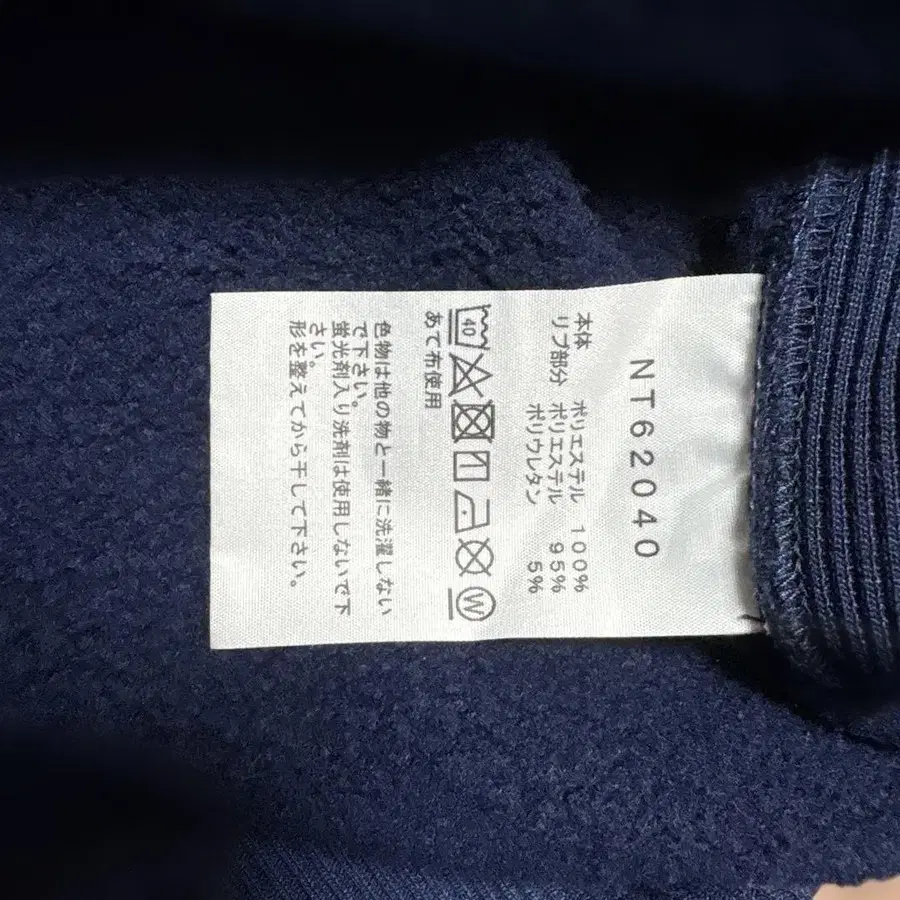 NT62040
本体 ポリエステル 100%
リブ部分 ポリエステル 95%
ポリウレタン 5%
40
W
あて布使用
色物は他の物と一緒に洗濯しない
で下さい。
蛍光剤入り洗剤は使用しないで下
さい。
形を整えてから干して下さい。